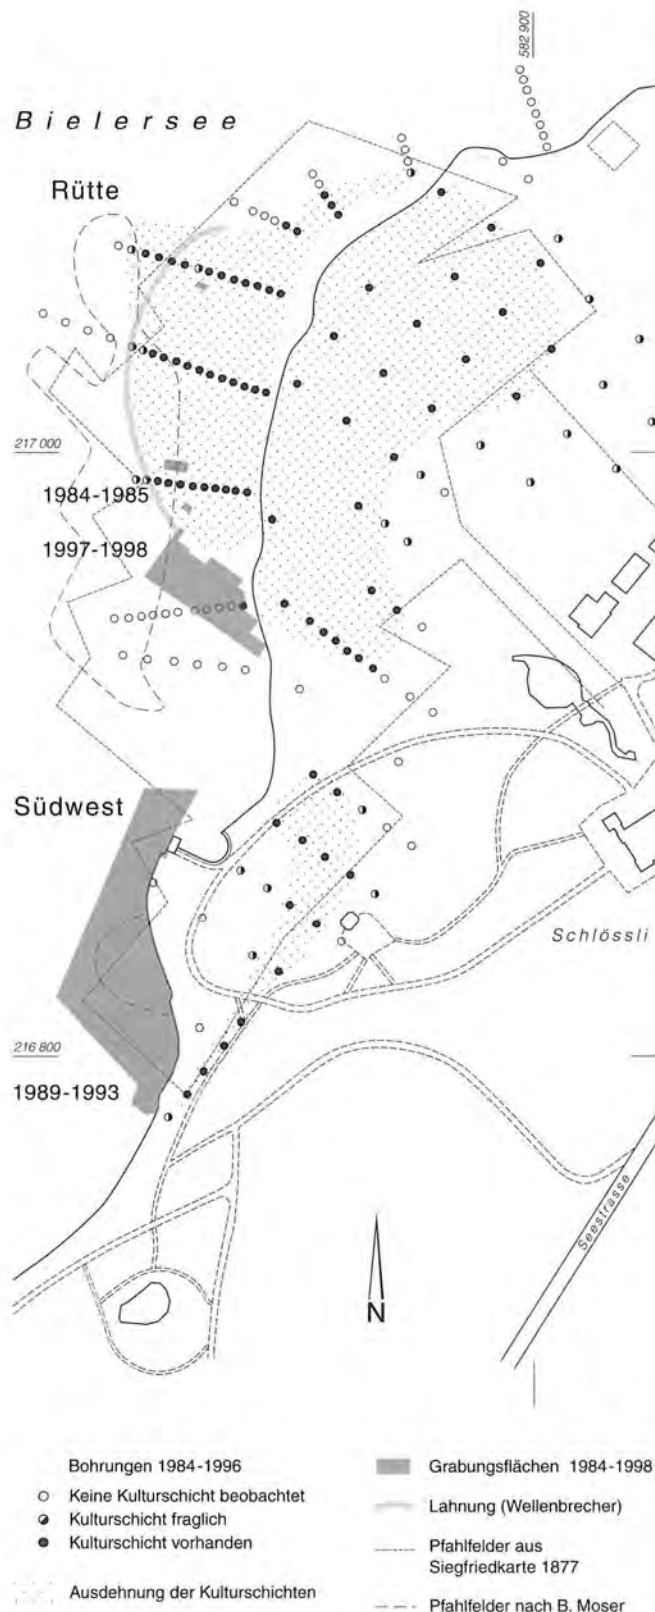 582 900
Bielersee
Rütte
217 000
1984-1985
1997-1998
Südwest
Schlössli
216 800
1989-1993
Seestrasse
N
Bohrungen 1984-1996
Keine Kulturschicht beobachtet
Kulturschicht fraglich
Kulturschicht vorhanden
Ausdehnung der Kulturschichten
Grabungsflächen 1984-1998
Lahnung (Wellenbrecher)
Pfahlfelder aus
Siegfriedkarte 1877
Pfahlfelder nach B. Moser